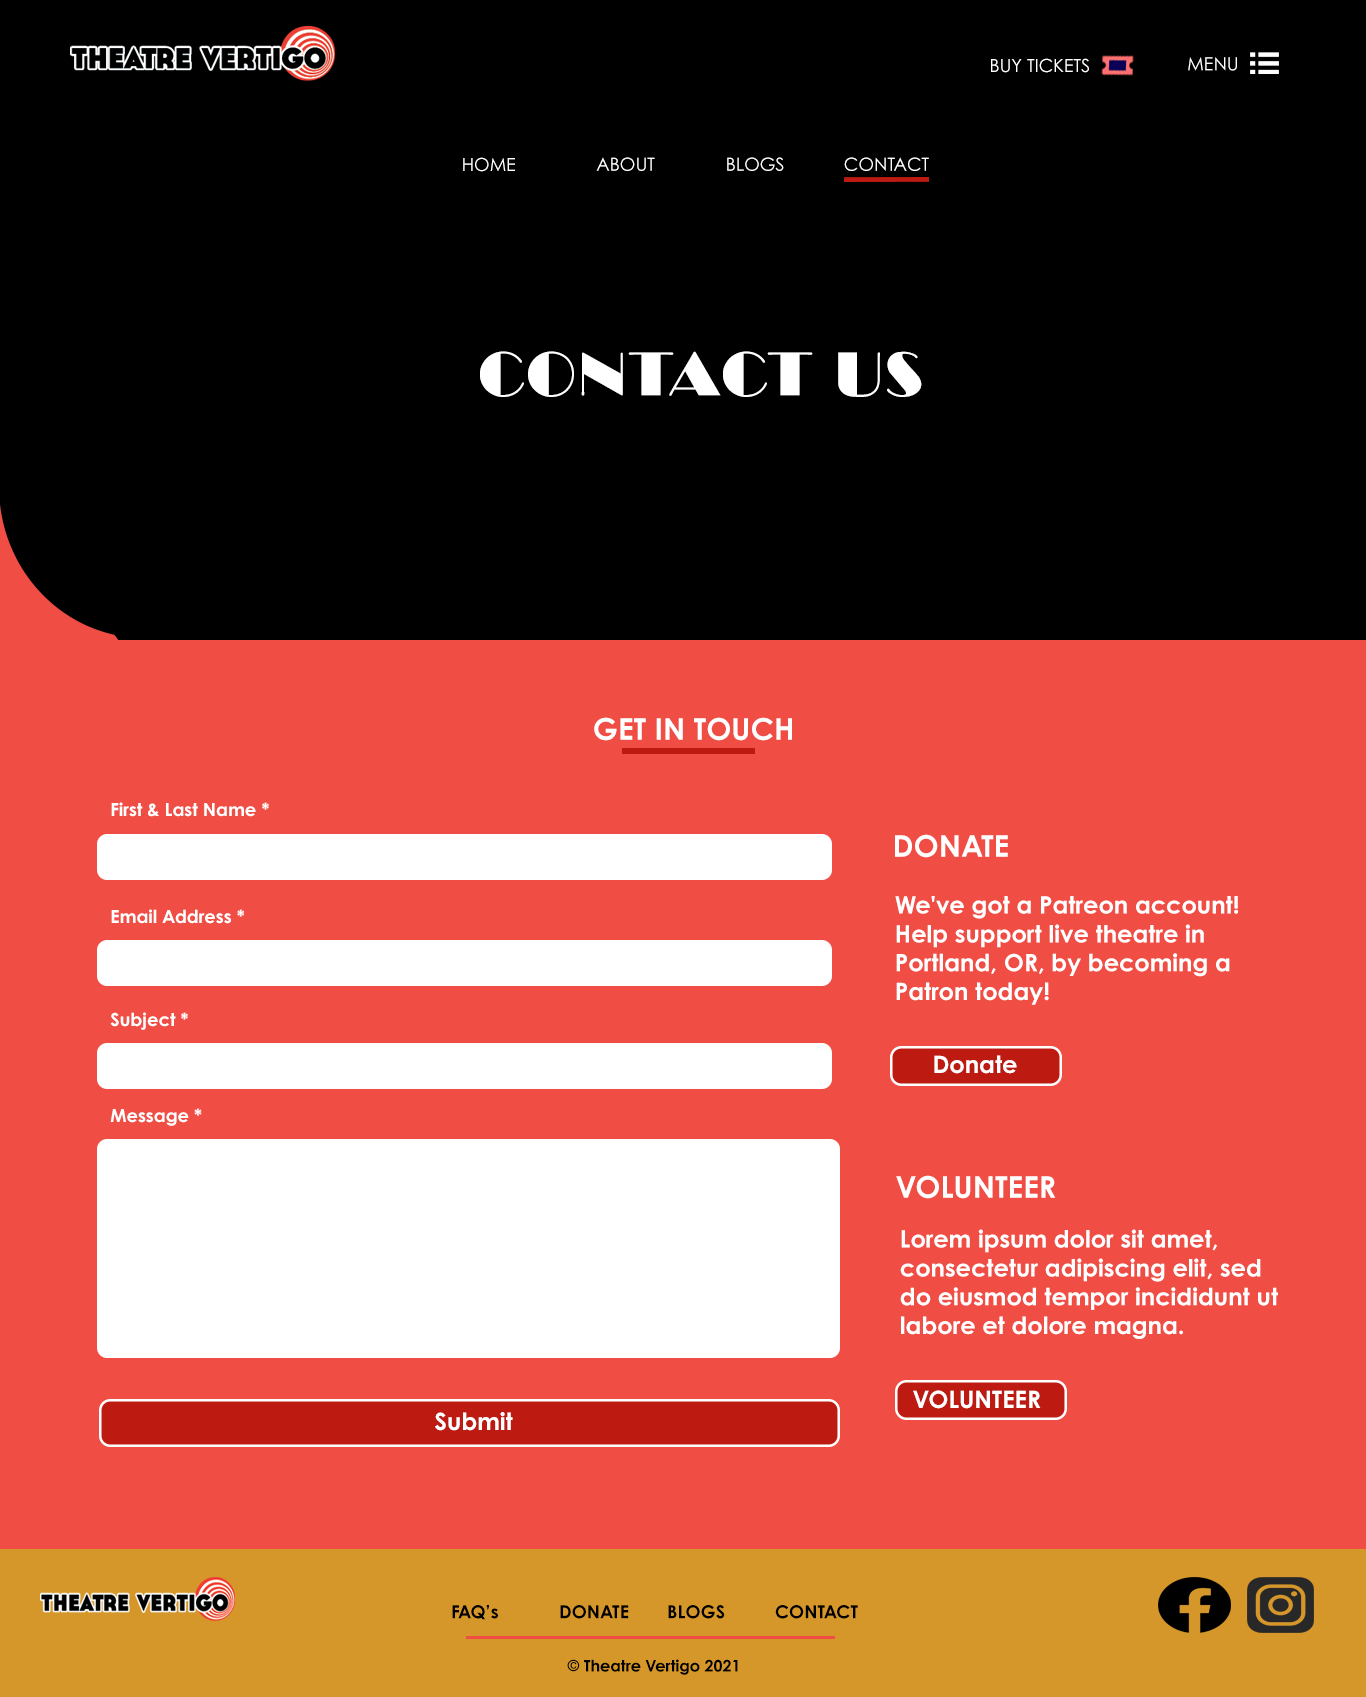 THEATRE VERTIGO
BUY TICKETS
MENU
HOME
ABOUT
BLOGS
CONTACT
CONTACT US
GET IN TOUCH
First & Last Name *
Email Address *
Subject *
Message *
Submit
DONATE
We've got a Patreon account!
Help support live theatre in
Portland, OR, by becoming a
Patron today!
Donate
VOLUNTEER
Lorem ipsum dolor sit amet,
consectetur adipiscing elit, sed
do eiusmod tempor incididunt ut
labore et dolore magna.
VOLUNTEER
THEATRE VERTIGO
FAQ's
DONATE
BLOGS
CONTACT
© Theatre Vertigo 2021